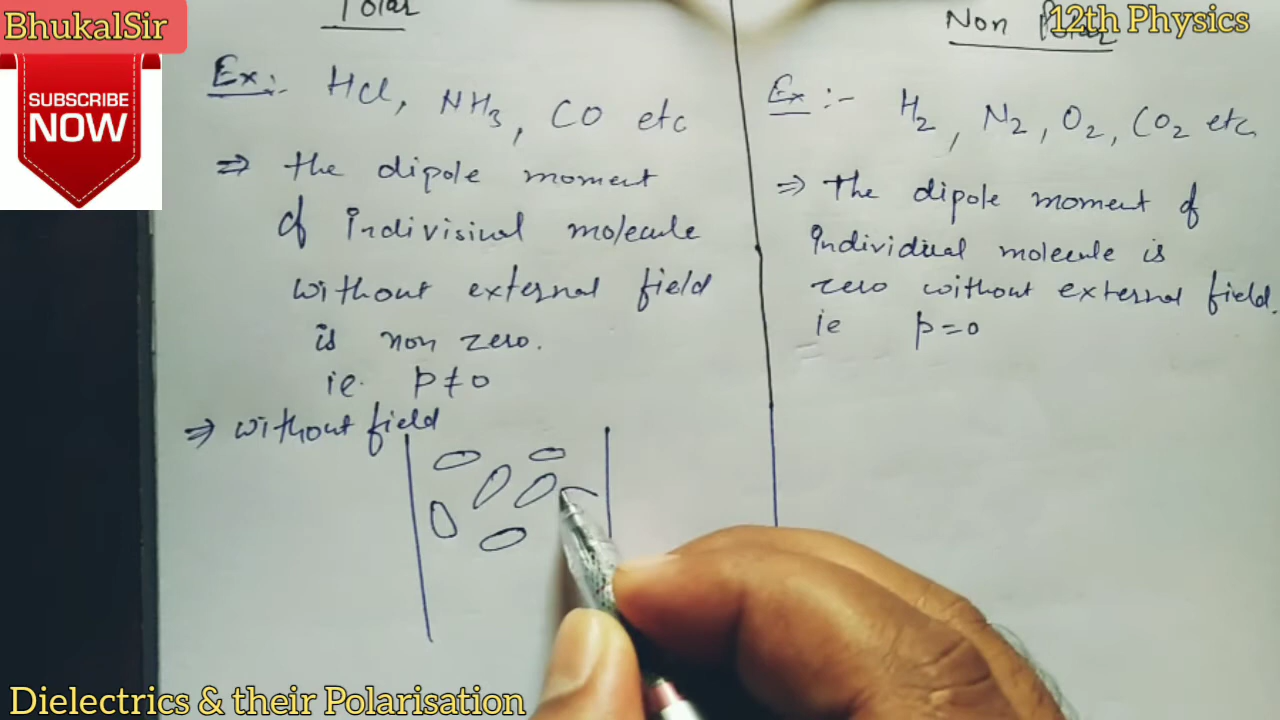 BhukalSir
12th Physics
SUBSCRIBE
NOW
Polar
Ex:-
HCl, NH3, CO etc
⇒ the dipole moment
of Indivisiual molecule
without external field
is non zero.
ie. p ≠ 0
⇒ without field
Non Polar
Ex :- H2, N2, O2, CO2 etc
⇒ The dipole moment of
Individual molecule is
zero without external field.
ie p = 0
Dielectrics & their Polarisation